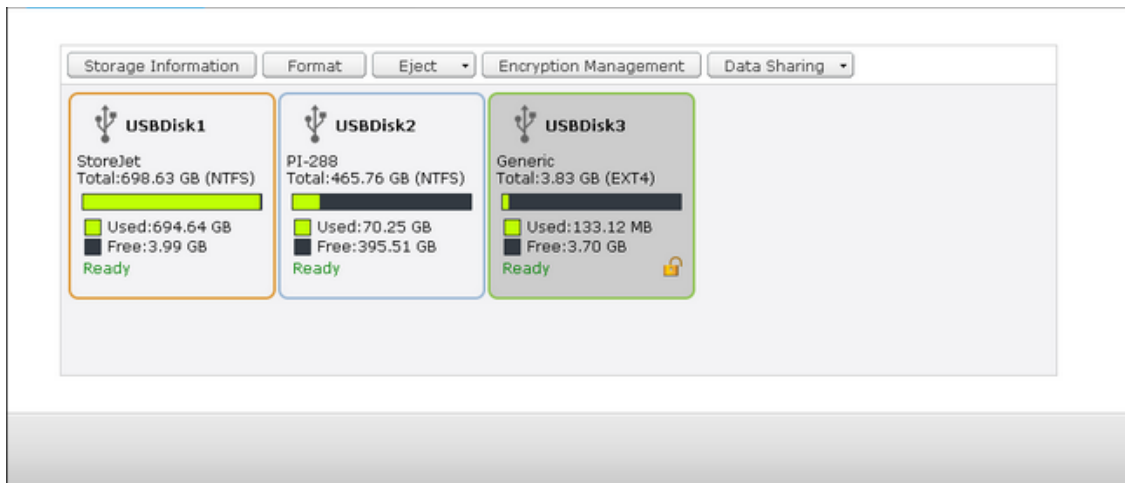 Storage Information Format Eject Encryption Management Data Sharing
USBDisk1
StoreJet
Total:698.63 GB (NTFS)
Used:694.64 GB
Free:3.99 GB
Ready
USBDisk2
PI-288
Total:465.76 GB (NTFS)
Used:70.25 GB
Free:395.51 GB
Ready
USBDisk3
Generic
Total:3.83 GB (EXT4)
Used:133.12 MB
Free:3.70 GB
Ready